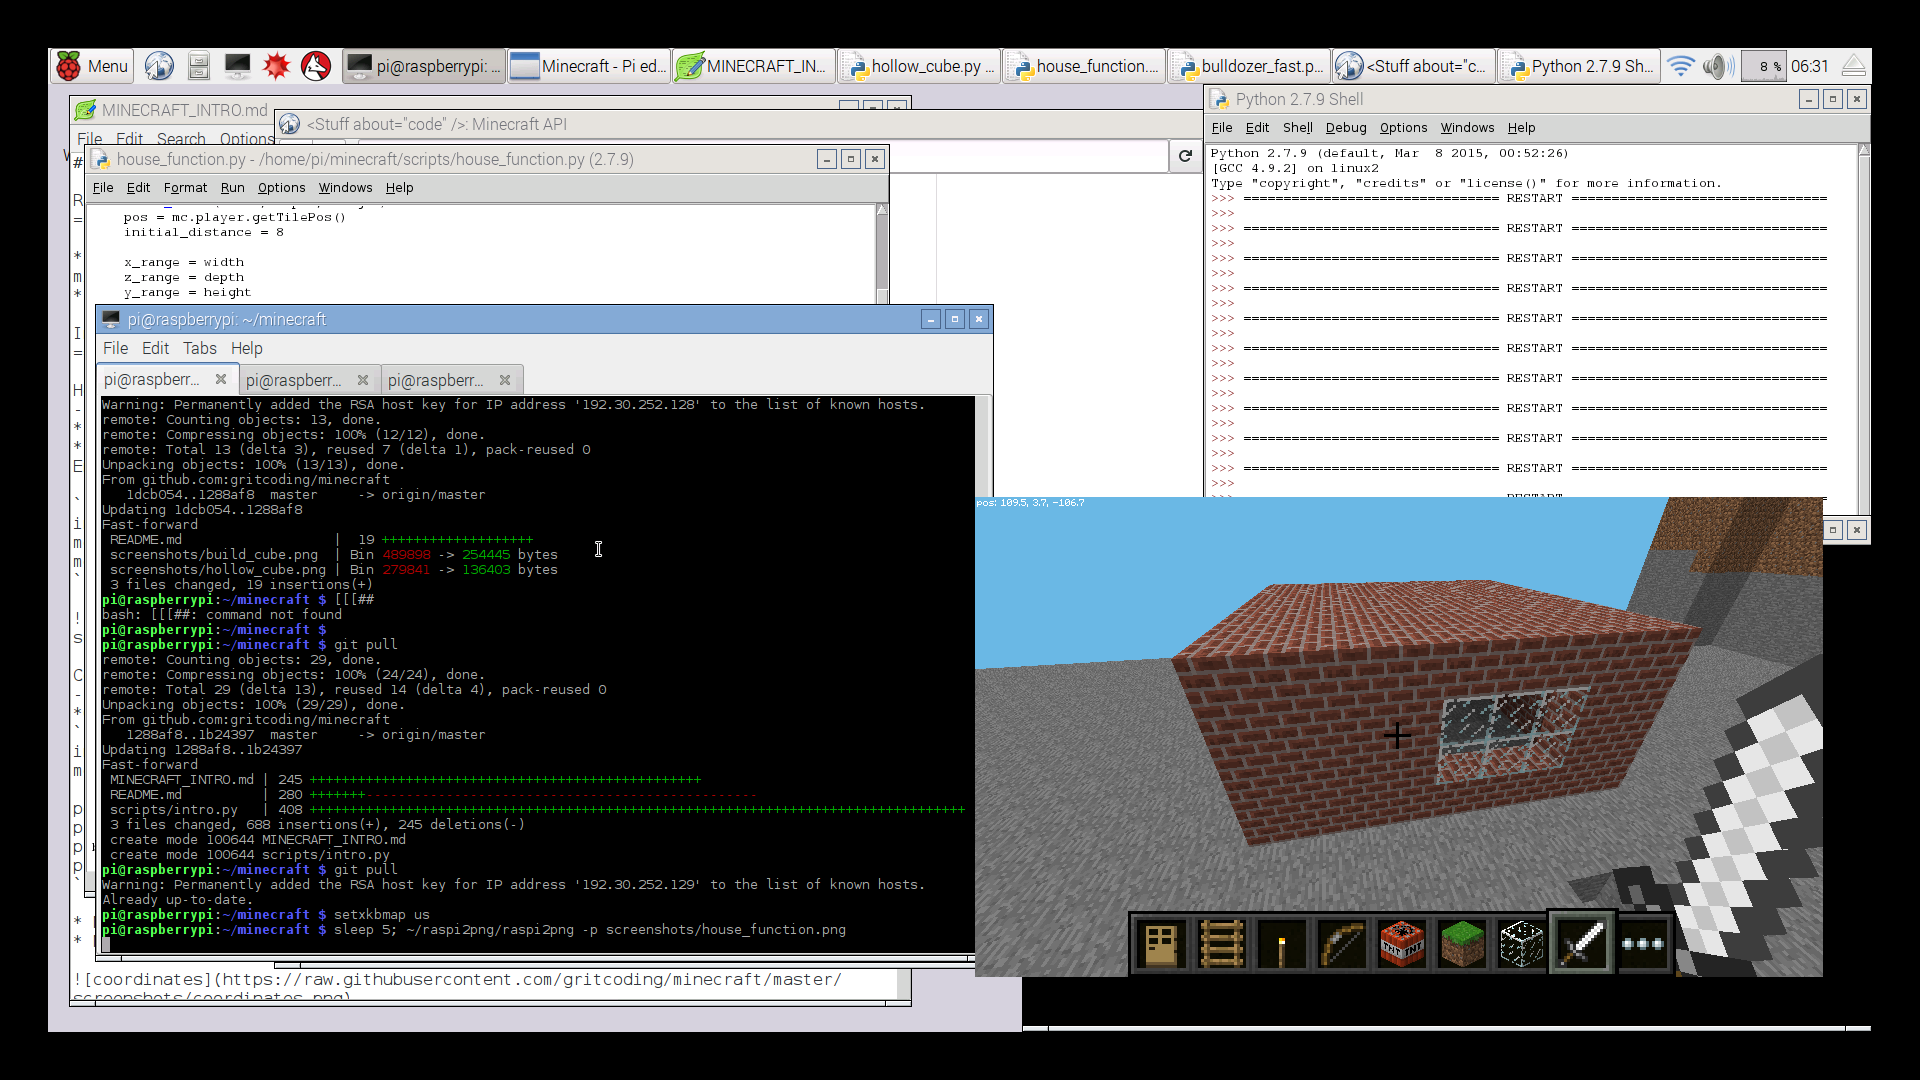 Menu
pi@raspberrypi: ...
Minecraft - Pi ed...
MINECRAFT_IN...
hollow_cube.py ...
house_function....
bulldozer_fast.p...
<Stuff about="c...
Python 2.7.9 Sh...
8 %
06:31
MINECRAFT_INTRO.md
File Edit Search Options
<Stuff about="code" />: Minecraft API
house_function.py - /home/pi/minecraft/scripts/house_function.py (2.7.9)
File Edit Format Run Options Windows Help
pos = mc.player.getTilePos()
initial_distance = 8
x_range = width
z_range = depth
y_range = height
Python 2.7.9 Shell
File Edit Shell Debug Options Windows Help
Python 2.7.9 (default, Mar  8 2015, 00:52:26)
[GCC 4.9.2] on linux2
Type "copyright", "credits" or "license()" for more information.
>>> ================================ RESTART ================================
>>>
>>> ================================ RESTART ================================
>>>
>>> ================================ RESTART ================================
>>>
>>> ================================ RESTART ================================
>>>
>>> ================================ RESTART ================================
>>>
>>> ================================ RESTART ================================
>>>
>>> ================================ RESTART ================================
>>>
>>> ================================ RESTART ================================
>>>
>>> ================================ RESTART ================================
>>>
>>> ================================ RESTART ================================
>>>
pi@raspberrypi: ~/minecraft
File Edit Tabs Help
pi@raspberr... pi@raspberr... pi@raspberr...
Warning: Permanently added the RSA host key for IP address '192.30.252.128' to the list of known hosts.
remote: Counting objects: 13, done.
remote: Compressing objects: 100% (12/12), done.
remote: Total 13 (delta 3), reused 7 (delta 1), pack-reused 0
Unpacking objects: 100% (13/13), done.
From github.com:gritcoding/minecraft
   1dcb054..1288af8  master     -> origin/master
Updating 1dcb054..1288af8
Fast-forward
 README.md                   |  19 +++++++++++++++++++
 screenshots/build_cube.png  | Bin 489898 -> 254445 bytes
 screenshots/hollow_cube.png | Bin 279841 -> 136403 bytes
 3 files changed, 19 insertions(+)
pi@raspberrypi:~/minecraft $ [[[##
bash: [[[##: command not found
pi@raspberrypi:~/minecraft $
pi@raspberrypi:~/minecraft $ git pull
remote: Counting objects: 29, done.
remote: Compressing objects: 100% (24/24), done.
remote: Total 29 (delta 13), reused 14 (delta 4), pack-reused 0
Unpacking objects: 100% (29/29), done.
From github.com:gritcoding/minecraft
   1288af8..1b24397  master     -> origin/master
Updating 1288af8..1b24397
Fast-forward
 MINECRAFT_INTRO.md | 245 +++++++++++++++++++++++++++++++++++++++++++++++++
 README.md          | 280 +++++++-------------------------------------------------
 scripts/intro.py   | 408 ++++++++++++++++++++++++++++++++++++++++++++++++++++++++++++++++++++++++++++++++++
 3 files changed, 688 insertions(+), 245 deletions(-)
 create mode 100644 MINECRAFT_INTRO.md
 create mode 100644 scripts/intro.py
pi@raspberrypi:~/minecraft $ git pull
Warning: Permanently added the RSA host key for IP address '192.30.252.129' to the list of known hosts.
Already up-to-date.
pi@raspberrypi:~/minecraft $ setxkbmap us
pi@raspberrypi:~/minecraft $ sleep 5; ~/raspi2png/raspi2png -p screenshots/house_function.png
pos: 109.5, 3.7, -106.7
TNT TNT
![coordinates](https://raw.githubusercontent.com/gritcoding/minecraft/master/
screenshots/coordinates.png)